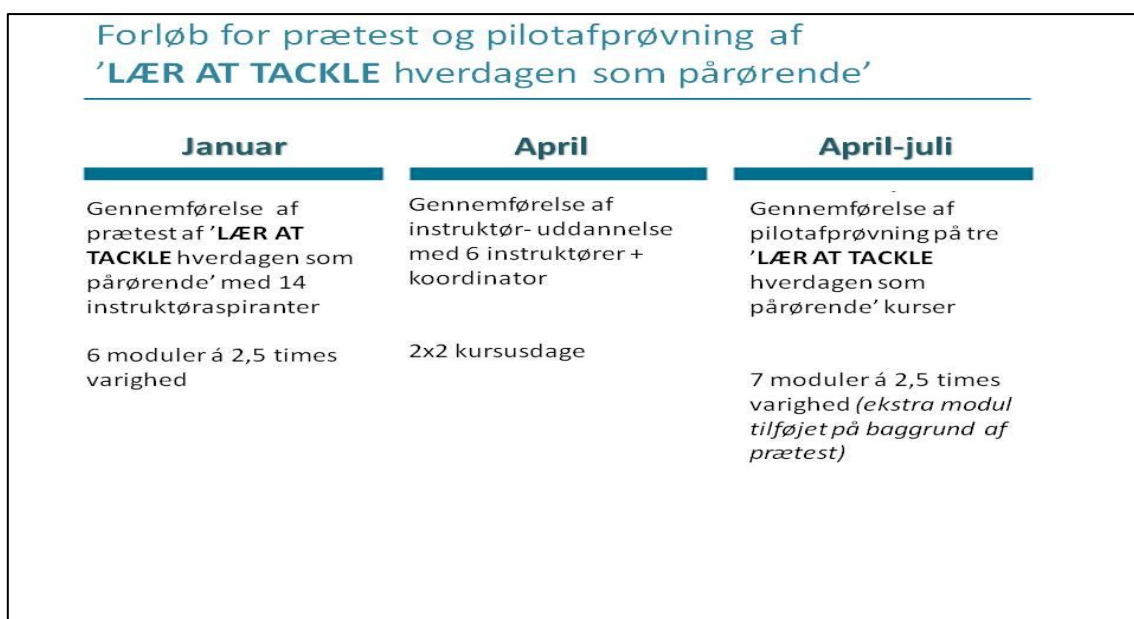 Forløb for prætest og pilotafprøvning af
’LÆR AT TACKLE hverdagen som pårørende’
Januar
Gennemførelse af
prætest af ’LÆR AT
TACKLE hverdagen som
pårørende’ med 14
instruktøraspiranter
6 moduler á 2,5 times
varighed
April
Gennemførelse af
instruktør- uddannelse
med 6 instruktører +
koordinator
2x2 kursusdage
April-juli
Gennemførelse af
pilotafprøvning på tre
’LÆR AT TACKLE
hverdagen som
pårørende’ kurser
7 moduler á 2,5 times
varighed (ekstra modul
tilføjet på baggrund af
prætest)